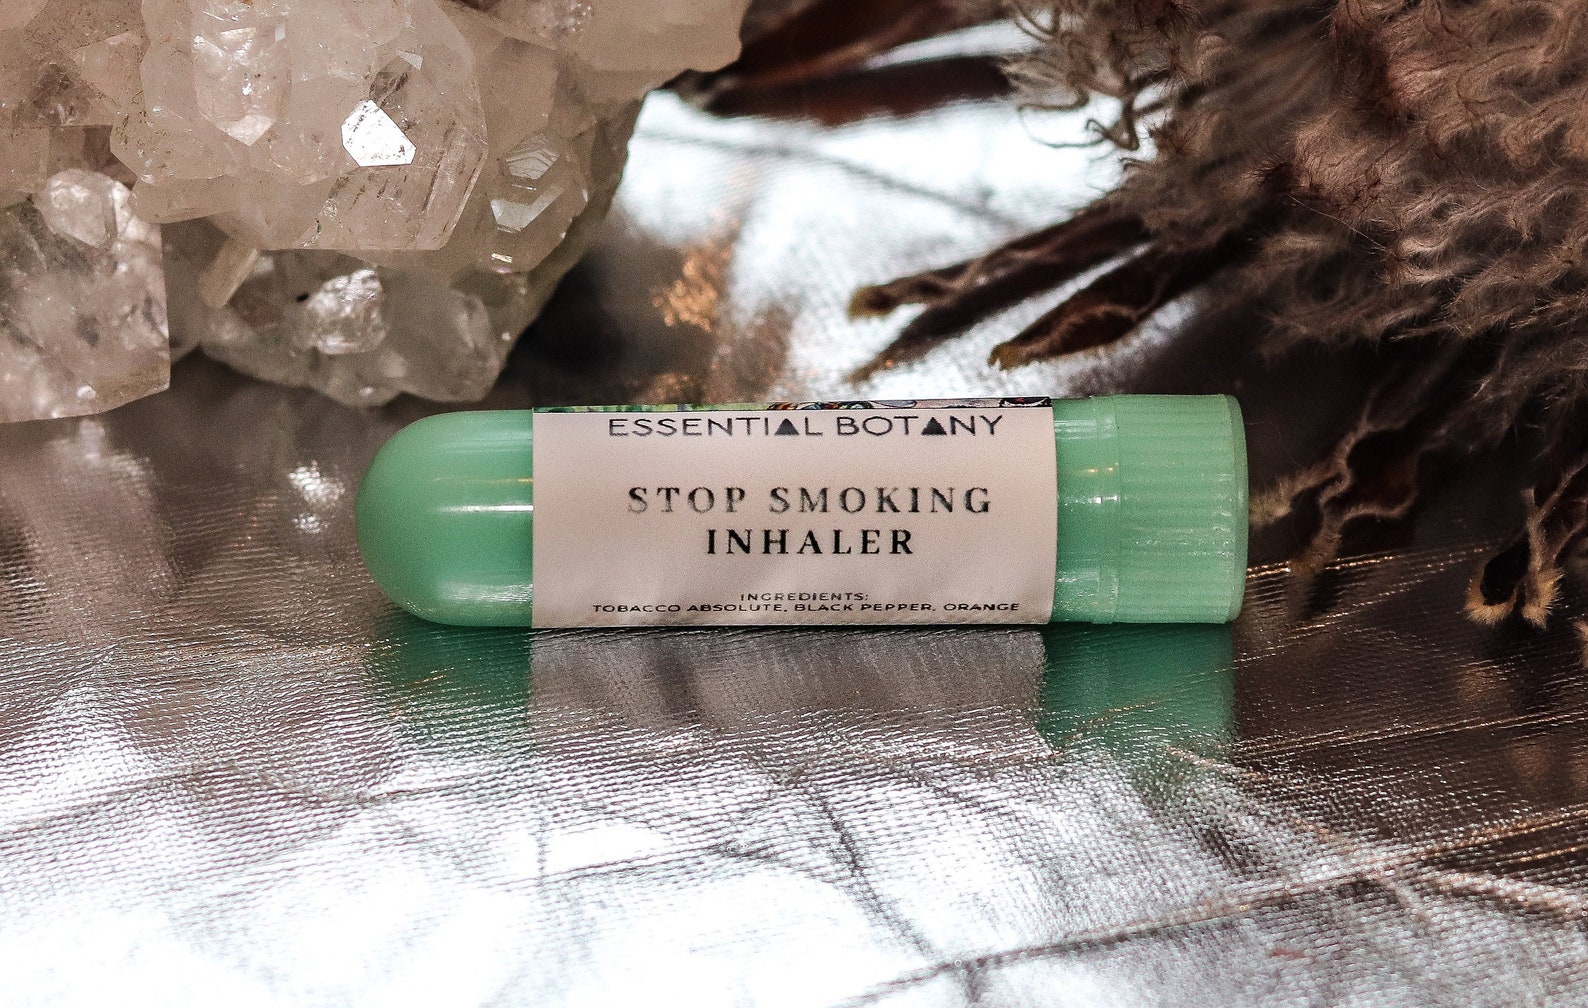 ESSENTIAL BOTANY
STOP SMOKING
INHALER
INGREDIENTS:
TOBACCO ABSOLUTE, BLACK PEPPER, ORANGE